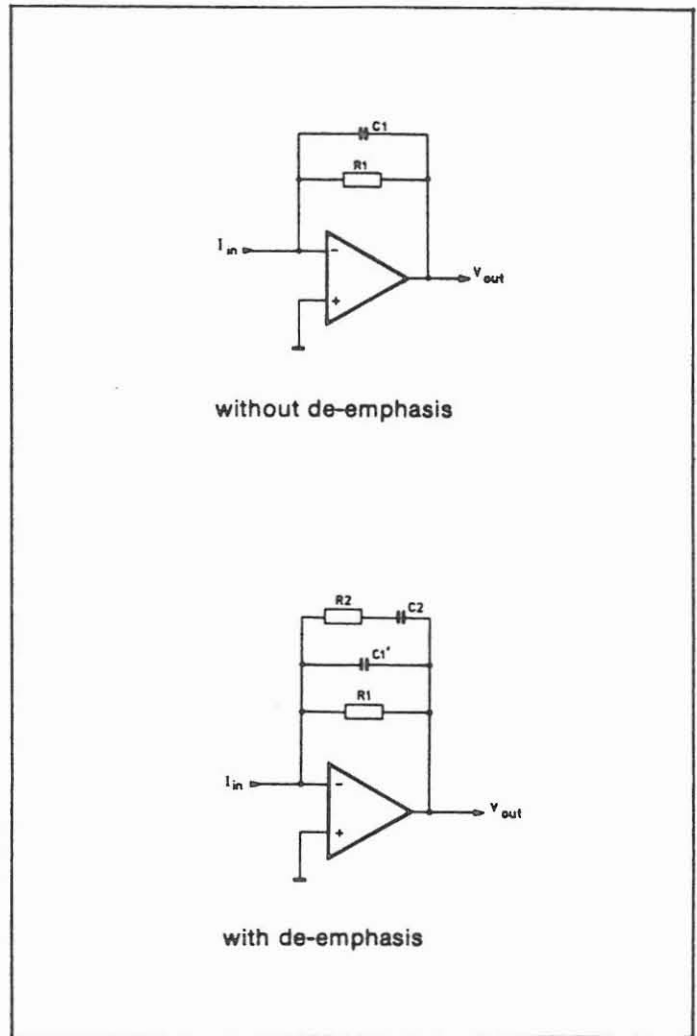 C1
R1
I in
-
V out
+
without de-emphasis
R2
C2
C1'
R1
I in
-
V out
+
with de-emphasis